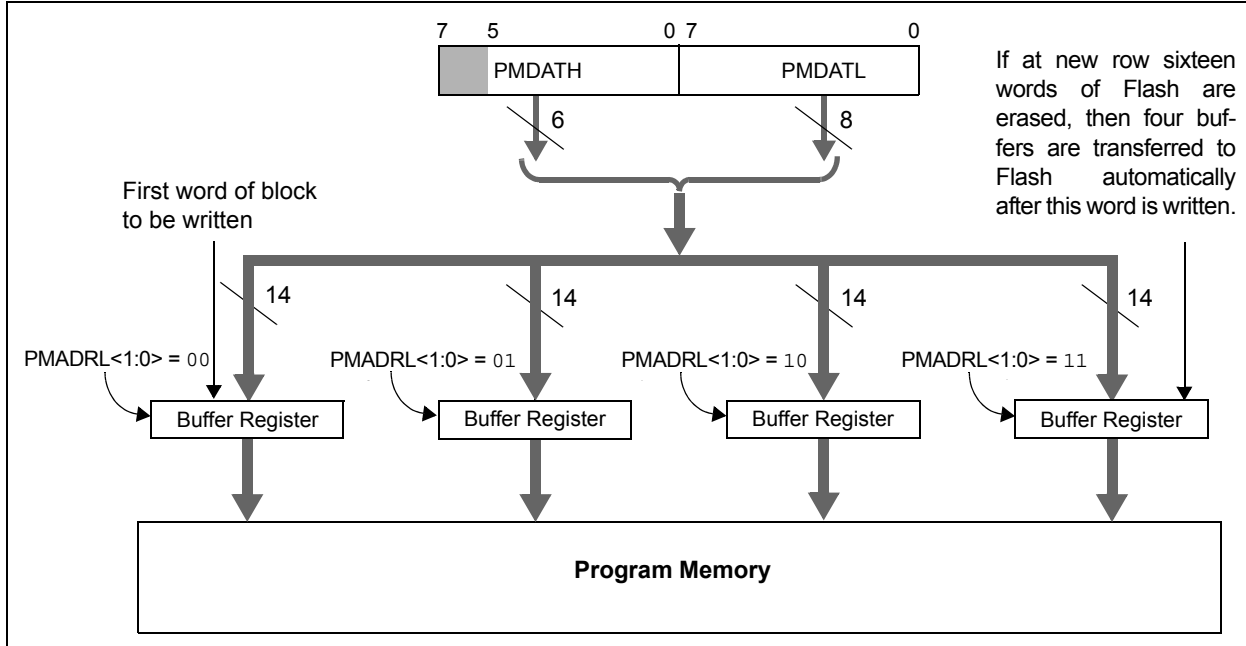 7 5 0 7 0
PMDATH PMDATL
6 8
If at new row sixteen
words of Flash are
erased, then four buf-
fers are transferred to
Flash automatically
after this word is written.
First word of block
to be written
14 14 14 14
PMADRL<1:0> = 00 PMADRL<1:0> = 01 PMADRL<1:0> = 10 PMADRL<1:0> = 11
Buffer Register Buffer Register Buffer Register Buffer Register
Program Memory